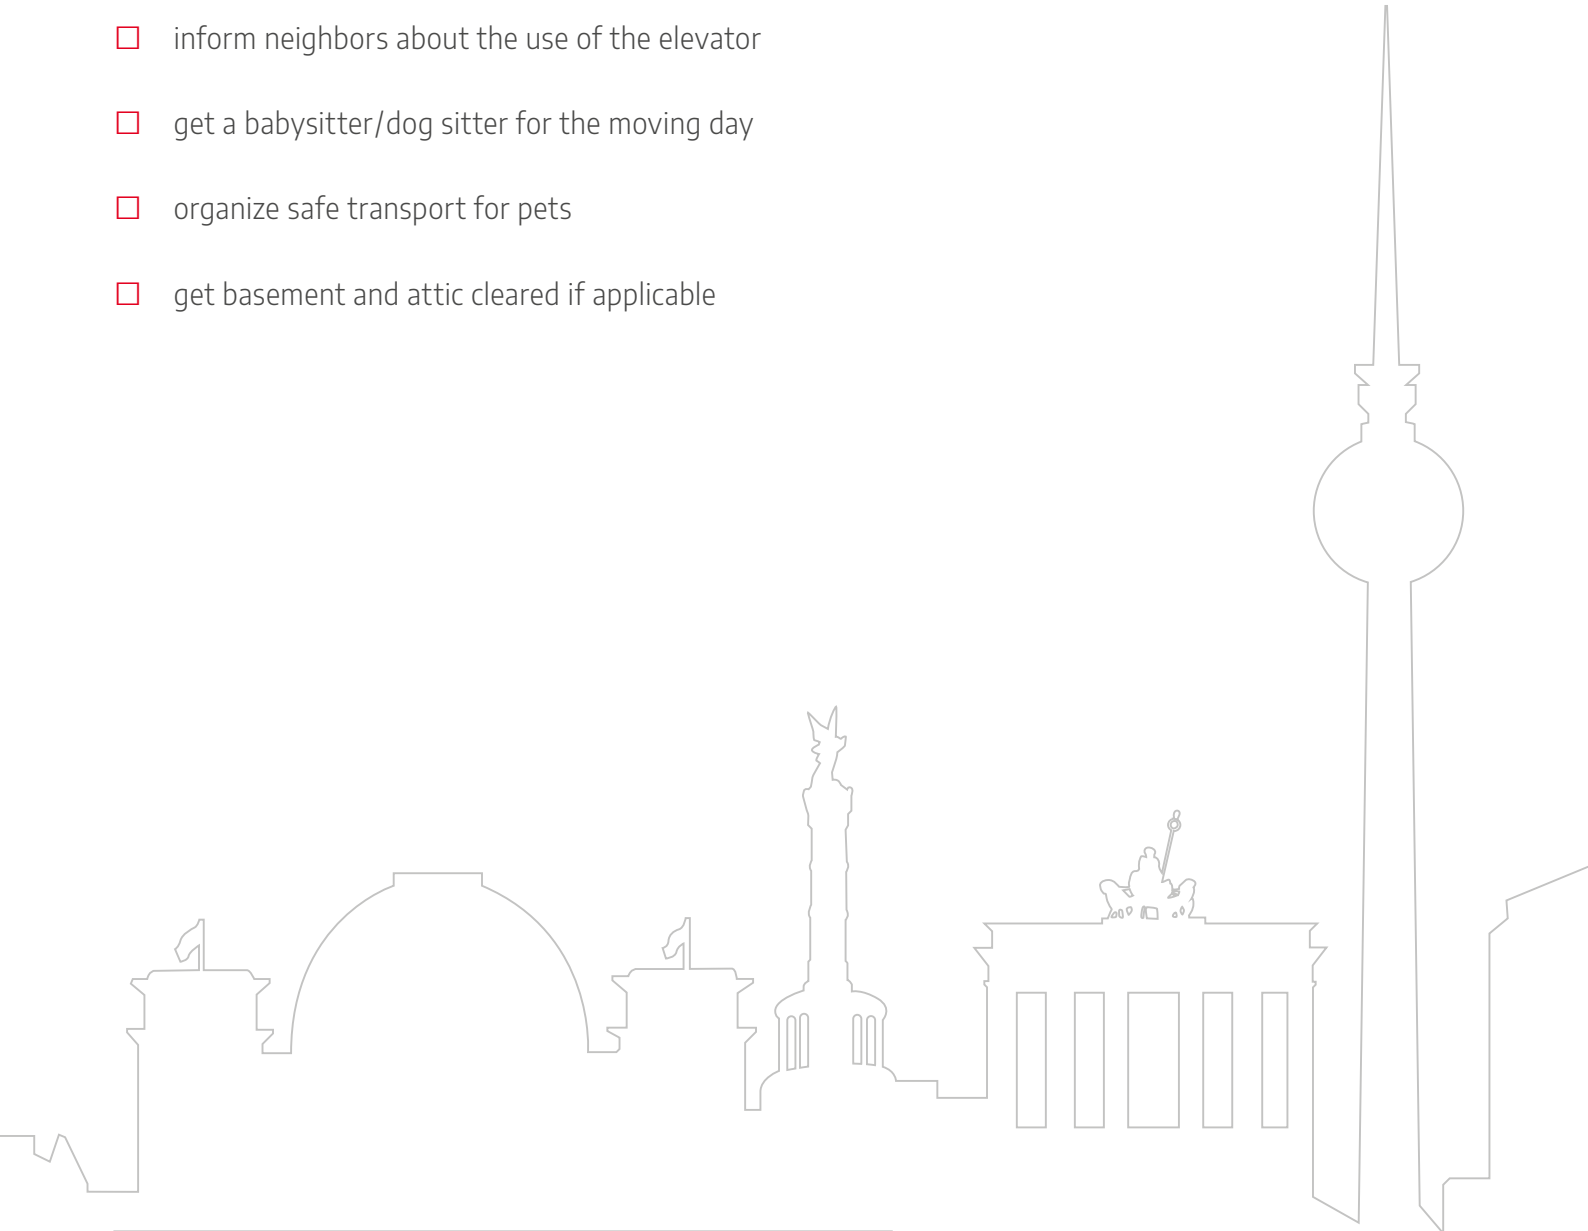 inform neighbors about the use of the elevator
get a babysitter/dog sitter for the moving day
organize safe transport for pets
get basement and attic cleared if applicable